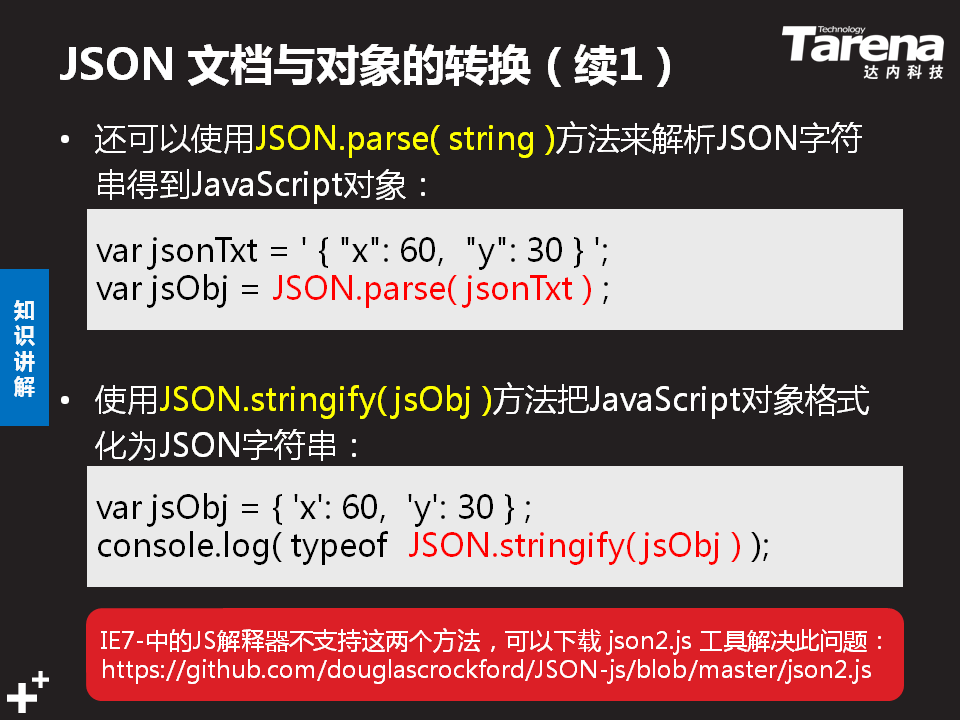 JSON 文档与对象的转换（续1）
Technology
Tarena
达内科技
• 还可以使用JSON.parse( string )方法来解析JSON字符
串得到JavaScript对象：
var jsonTxt = ' { "x": 60,  "y": 30 } ';
var jsObj = JSON.parse( jsonTxt ) ;
知识讲解
• 使用JSON.stringify( jsObj )方法把JavaScript对象格式
化为JSON字符串：
var jsObj = { 'x': 60,  'y': 30 } ;
console.log( typeof  JSON.stringify( jsObj ) );
IE7-中的JS解释器不支持这两个方法，可以下载 json2.js 工具解决此问题：
https://github.com/douglascrockford/JSON-js/blob/master/json2.js